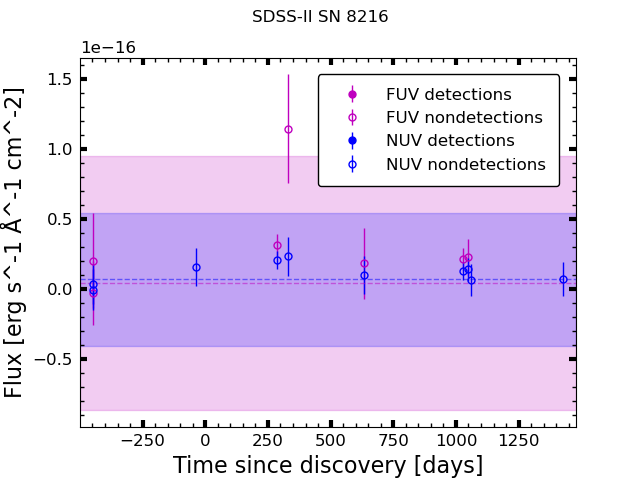 SDSS-II SN 8216
1e−16
1.5
1.0
0.5
0.0
−0.5
Flux [erg s^-1 Å^-1 cm^-2]
FUV detections
FUV nondetections
NUV detections
NUV nondetections
−250 0 250 500 750 1000 1250
Time since discovery [days]